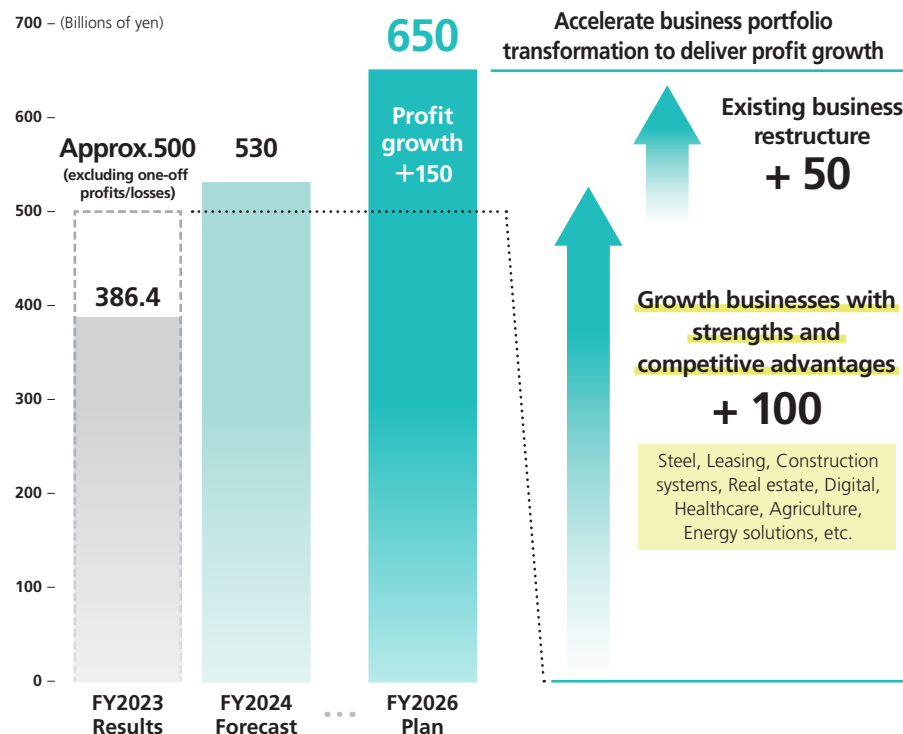 700 – (Billions of yen)
600 –
500 –
400 –
300 –
200 –
100 –
0 –
Approx.500
(excluding one-off
profits/losses)
386.4
530
650
Profit
growth
+150
FY2023
Results
FY2024
Forecast
...
FY2026
Plan
Accelerate business portfolio
transformation to deliver profit growth
Existing business
restructure
+ 50
Growth businesses with
strengths and
competitive advantages
+ 100
Steel, Leasing, Construction
systems, Real estate, Digital,
Healthcare, Agriculture,
Energy solutions, etc.